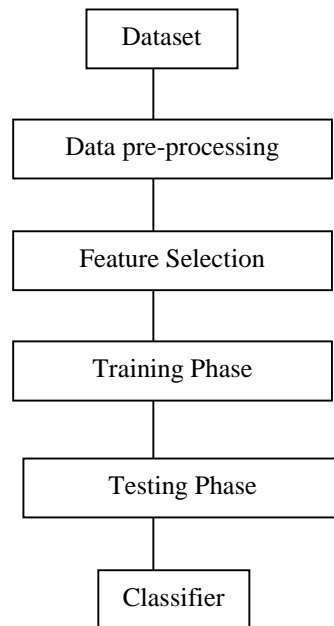 Dataset
Data pre-processing
Feature Selection
Training Phase
Testing Phase
Classifier